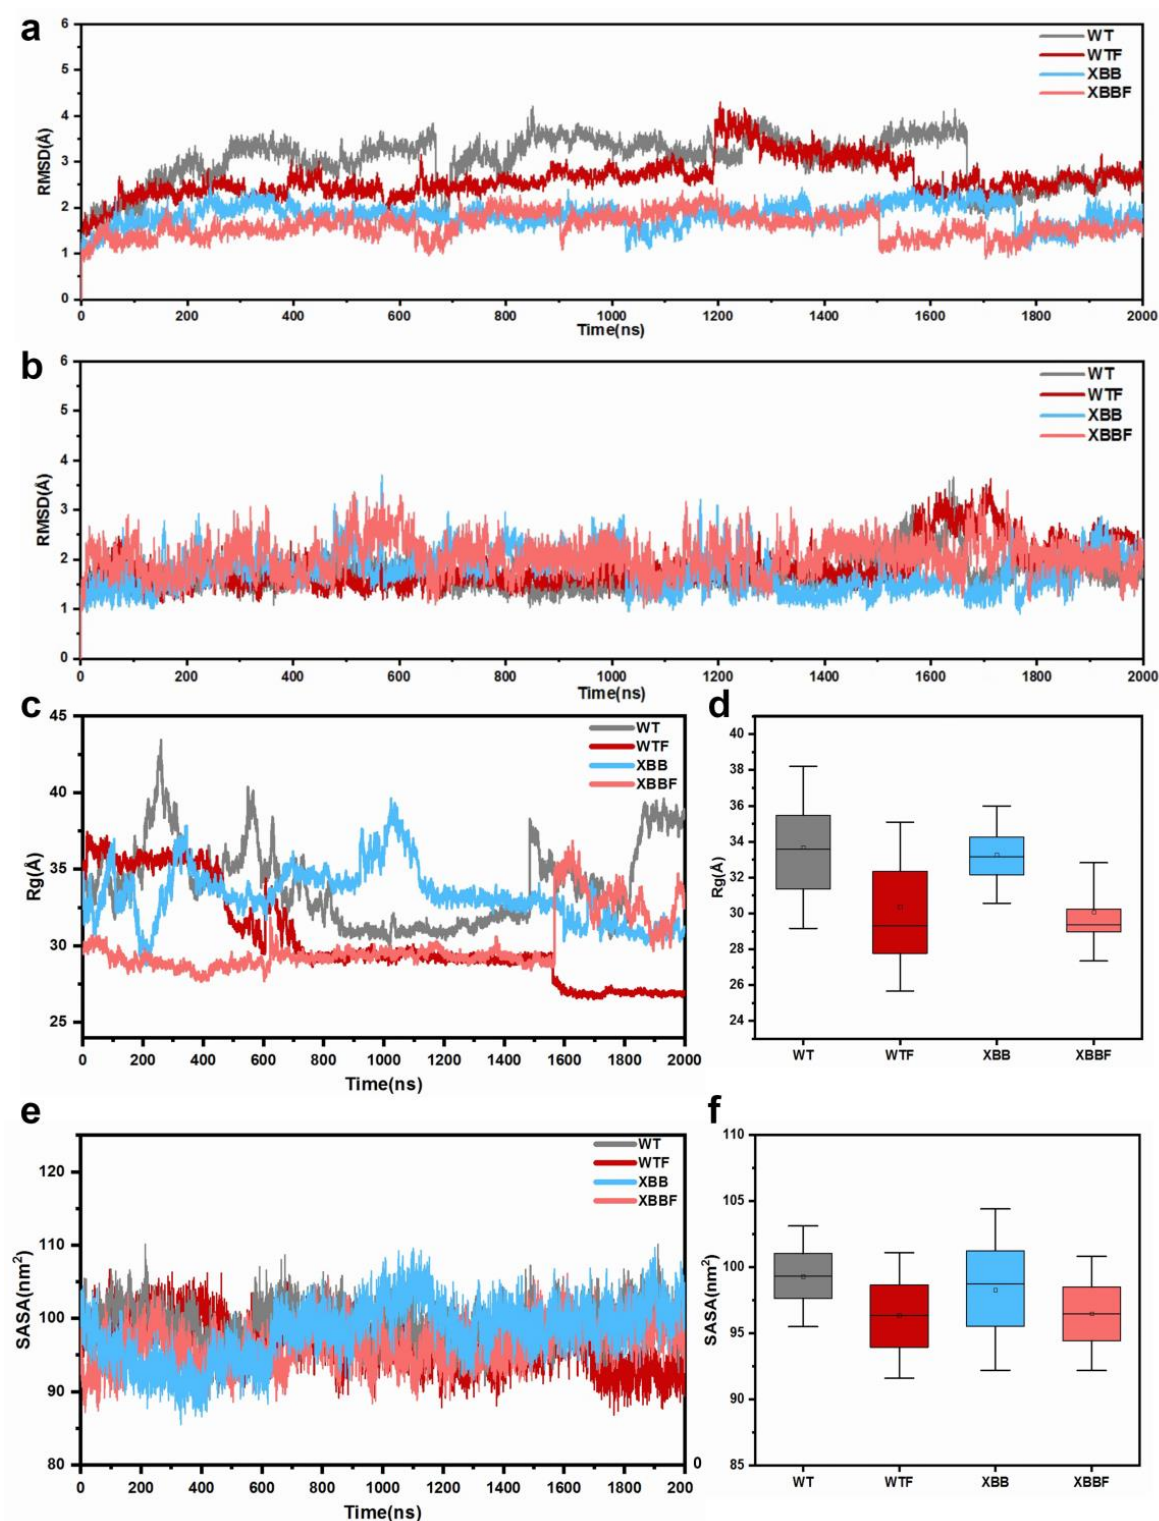 a
6
5
4
3
2
1
0
RMSD(Å)
WT
WTF
XBB
XBBF
0 200 400 600 800 1000 1200 1400 1600 1800 2000
Time(ns)
b
6
5
4
3
2
1
0
RMSD(Å)
WT
WTF
XBB
XBBF
0 200 400 600 800 1000 1200 1400 1600 1800 2000
Time(ns)
c
45
40
35
30
25
Rg(Å)
WT
WTF
XBB
XBBF
0 200 400 600 800 1000 1200 1400 1600 1800 2000
Time(ns)
d
40
38
36
34
32
30
28
26
24
Rg(Å)
WT WTF XBB XBBF
e
120
110
100
90
80
SASA(nm²)
WT
WTF
XBB
XBBF
0 200 400 600 800 1000 1200 1400 1600 1800 2000
0
Time(ns)
f
110
105
100
95
90
85
SASA(nm²)
WT WTF XBB XBBF